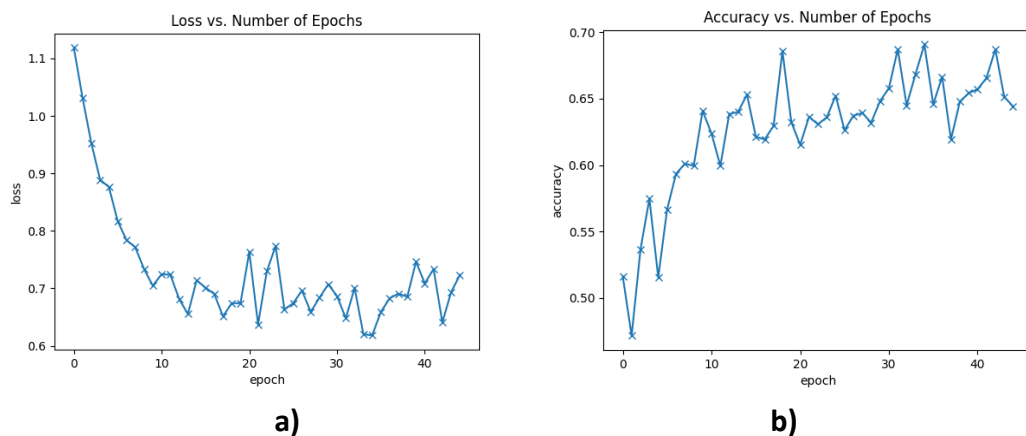 Loss vs. Number of Epochs
1.1
1.0
0.9
0.8
0.7
0.6
loss
0
10
20
30
40
epoch
a)
Accuracy vs. Number of Epochs
0.70
0.65
0.60
0.55
0.50
accuracy
0
10
20
30
40
epoch
b)